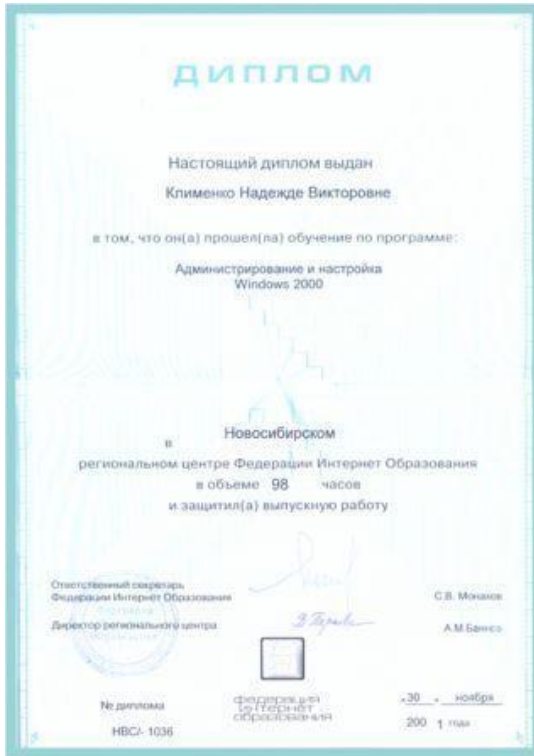 ДИПЛОМ
Настоящий диплом выдан
Клименко Надежде Викторовне
в том, что он(а) прошел(ла) обучение по программе:
Администрирование и настройка
Windows 2000
Новосибирском
в
региональном центре Федерации Интернет Образования
в объеме 98 часов
и защитил(а) выпускную работу
Ответственный секретарь
Федерации Интернет Образования
С.В. Монахов
Директор регионального центра
А.М.
№ диплома
федерация
интернет
образования
"30 " ноября
200 1 года
НВС/- 1036